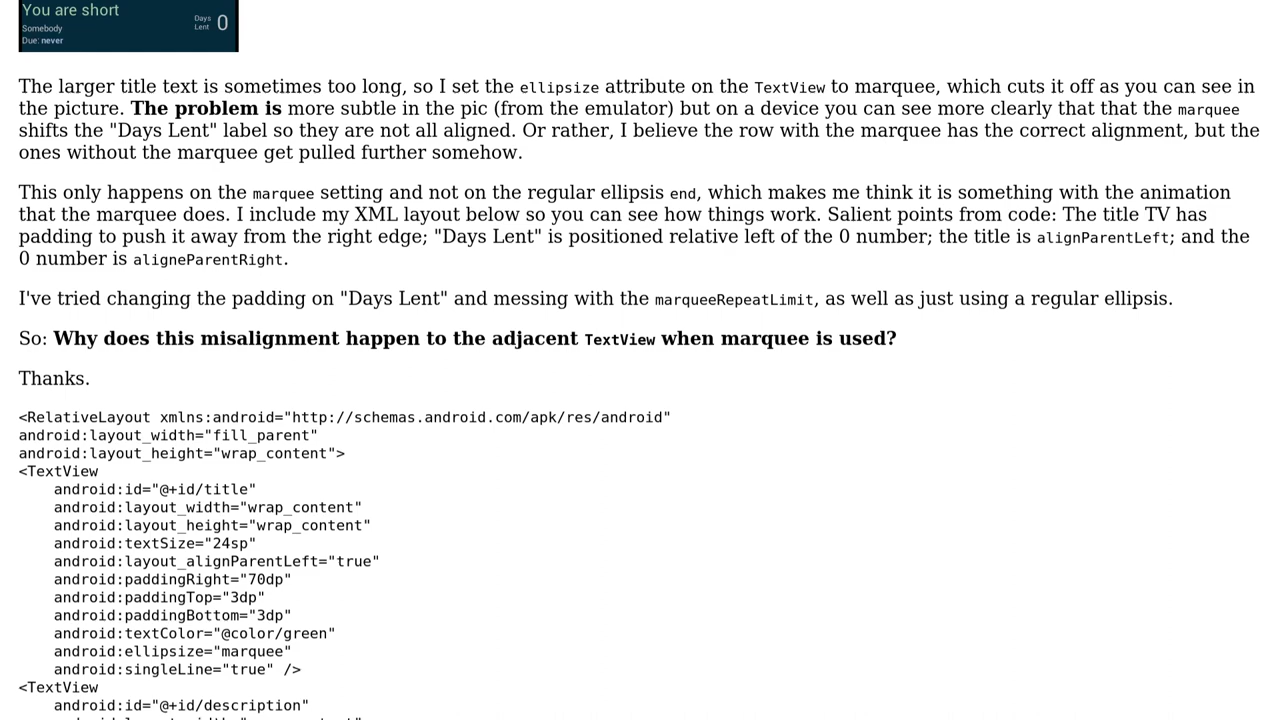 You are short
Somebody
Days
Lent 0
Due: never
The larger title text is sometimes too long, so I set the ellipsize attribute on the TextView to marquee, which cuts it off as you can see in
the picture. The problem is more subtle in the pic (from the emulator) but on a device you can see more clearly that that the marquee
shifts the "Days Lent" label so they are not all aligned. Or rather, I believe the row with the marquee has the correct alignment, but the
ones without the marquee get pulled further somehow.
This only happens on the marquee setting and not on the regular ellipsis end, which makes me think it is something with the animation
that the marquee does. I include my XML layout below so you can see how things work. Salient points from code: The title TV has
padding to push it away from the right edge; "Days Lent" is positioned relative left of the 0 number; the title is alignParentLeft; and the
0 number is aligneParentRight.
I've tried changing the padding on "Days Lent" and messing with the marqueeRepeatLimit, as well as just using a regular ellipsis.
So: Why does this misalignment happen to the adjacent TextView when marquee is used?
Thanks.
<RelativeLayout xmlns:android="http://schemas.android.com/apk/res/android"
android:layout_width="fill_parent"
android:layout_height="wrap_content">
<TextView
    android:id="@+id/title"
    android:layout_width="wrap_content"
    android:layout_height="wrap_content"
    android:textSize="24sp"
    android:layout_alignParentLeft="true"
    android:paddingRight="70dp"
    android:paddingTop="3dp"
    android:paddingBottom="3dp"
    android:textColor="@color/green"
    android:ellipsize="marquee"
    android:singleLine="true" />
<TextView
    android:id="@+id/description"